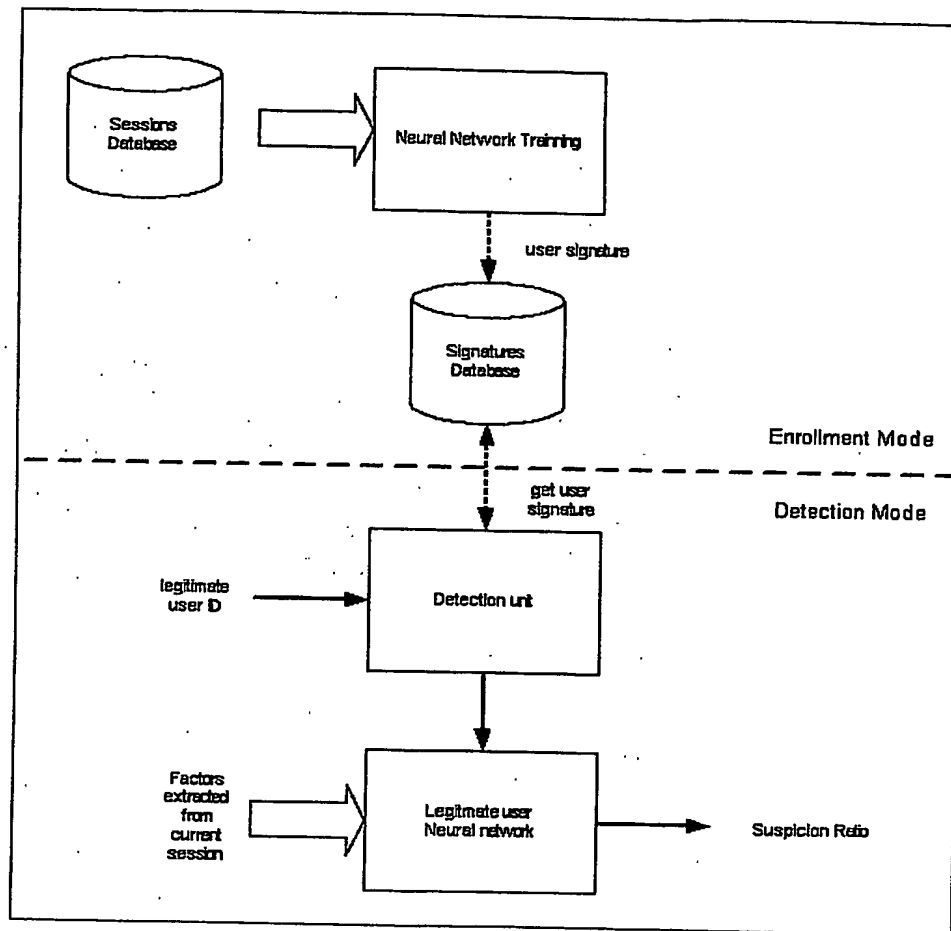 Sessions
Database
Neural Network Trainning
user signature
Signatures
Database
Enrollment Mode
get user
signature
Detection Mode
legitimate
user ID
Detection unit
Factors
extracted
from
current
session
Legitimate user
Neural network
Suspicion Ratio